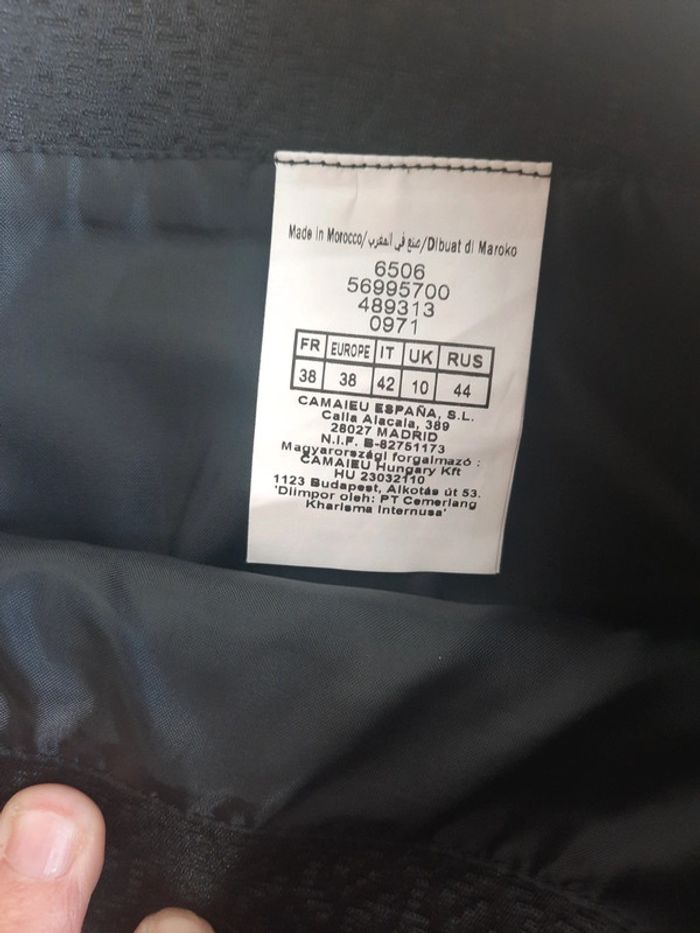 Made in Morocco/صنع في المغرب/Dibuat di Maroko
6506
56995700
489313
0971
FR EUROPE IT UK RUS
38 38 42 10 44
CAMAIEU ESPAÑA, S.L.
Calla Alacala, 389
28027 MADRID
N.I.F. B-82751173
Magyarországi forgalmazó :
CAMAIEU Hungary Kft
HU 23032110
1123 Budapest, Alkotás út 53.
'Diimpor oleh: PT Cemerlang
Kharisma Internusa'